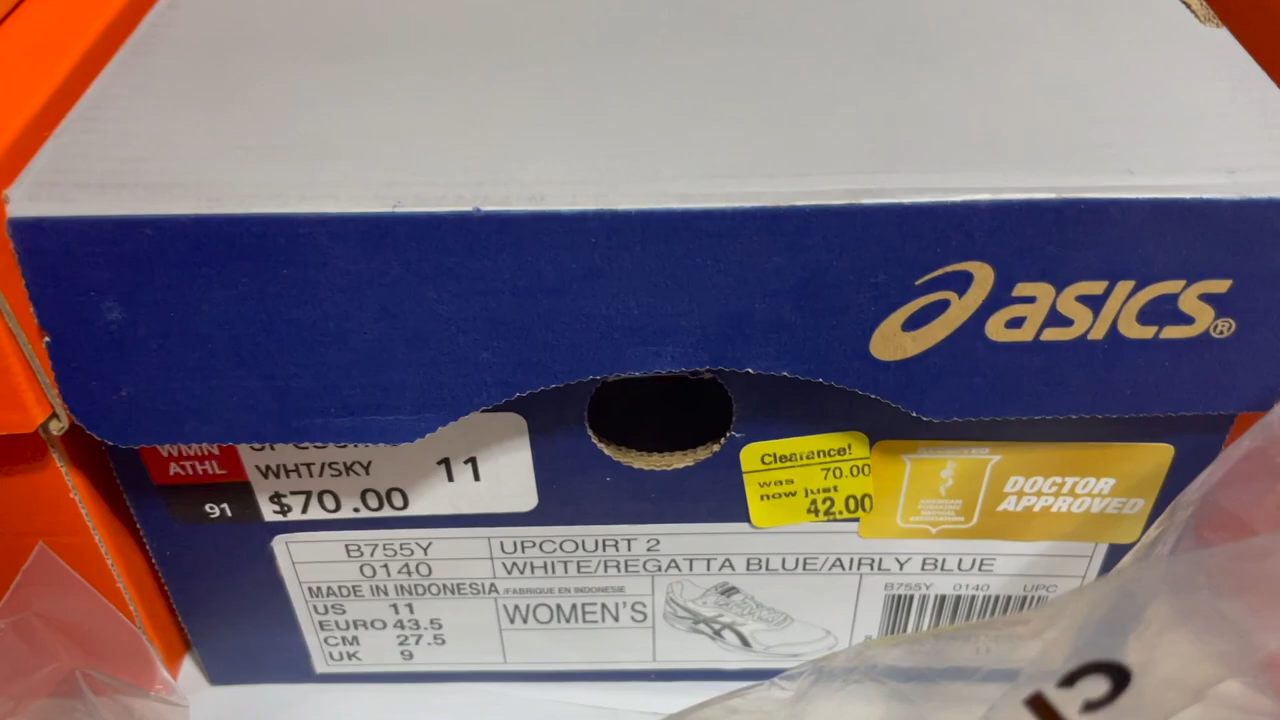 asics®
WMN
ATHL
91
WHT/SKY
11
$70.00
Clearance!
was 70.00
now just
42.00
DOCTOR
APPROVED
B755Y
UPCOURT 2
0140
WHITE/REGATTA BLUE/AIRLY BLUE
MADE IN INDONESIA /FABRIQUE EN INDONESIE
US 11
EURO 43.5
CM 27.5
UK 9
WOMEN'S
B755Y 0140 UPC